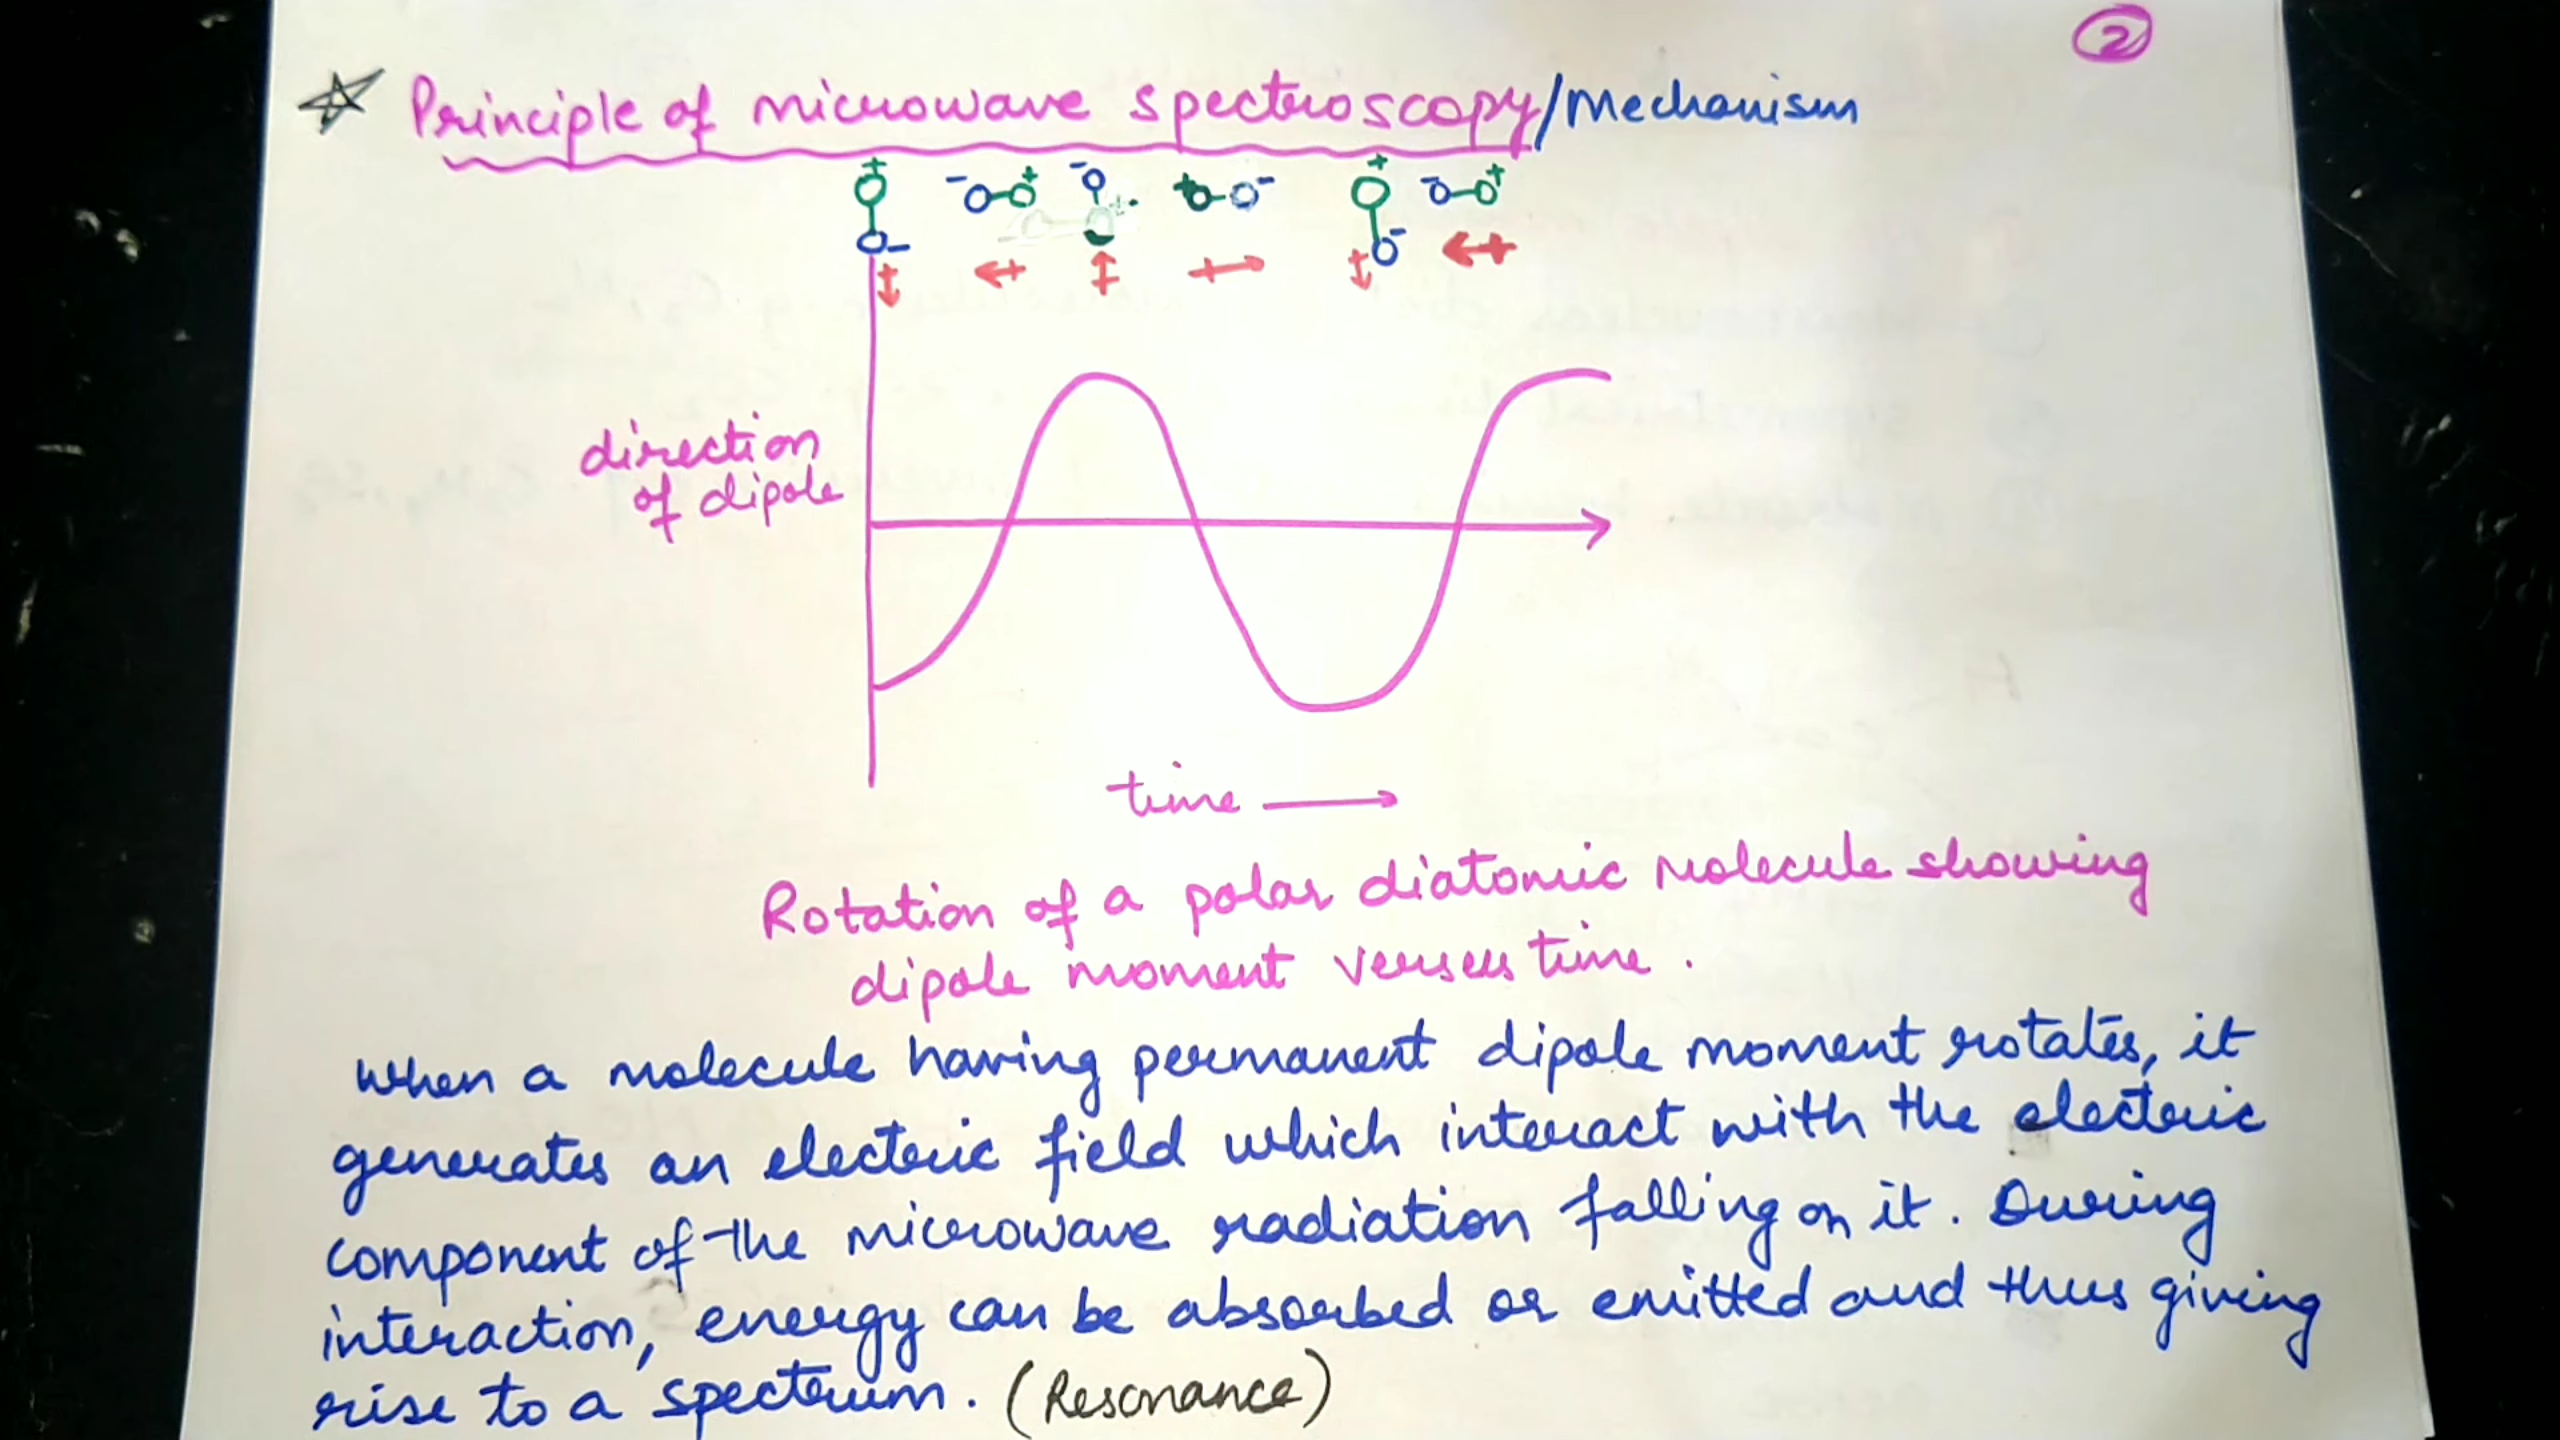 ②
Principle of microwave spectroscopy/Mechanism
direction
of dipole
time →
Rotation of a polar diatomic molecule showing
dipole moment versus time.
When a molecule having permanent dipole moment rotates, it
generates an electric field which interact with the electric
component of the microwave radiation falling on it. During
interaction, energy can be absorbed or emitted and thus giving
rise to a spectrum. (Resonance)